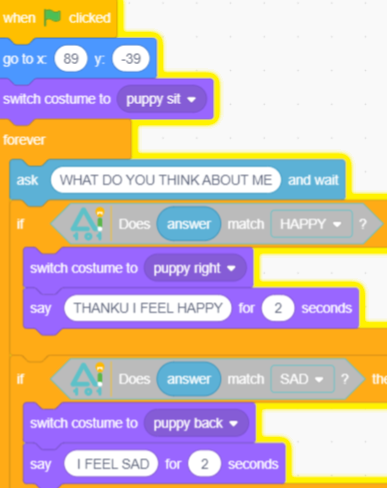 when clicked
go to x: 89 y: -39
switch costume to puppy sit
forever
ask WHAT DO YOU THINK ABOUT ME and wait
if Does answer match HAPPY ?
switch costume to puppy right
say THANKU I FEEL HAPPY for 2 seconds
if Does answer match SAD ? the
switch costume to puppy back
say I FEEL SAD for 2 seconds